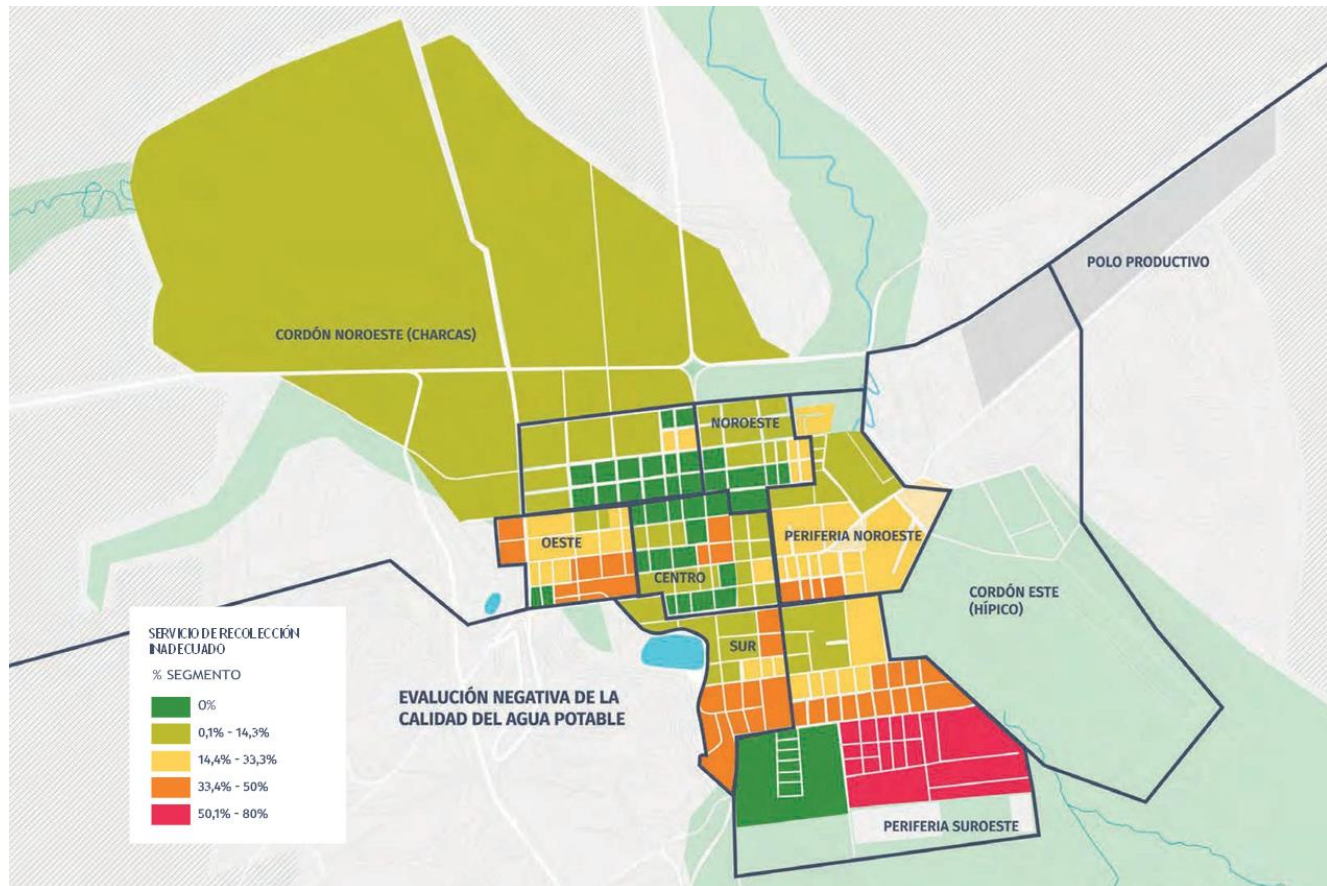 POLO PRODUCTIVO
CORDÓN NOROESTE (CHARCAS)
NOROESTE
OESTE
PERIFERIA NOROESTE
CENTRO
CORDÓN ESTE
(HÍPICO)
SUR
SERVICIO DE RECOLECCIÓN
INADECUADO
% SEGMENTO
0%
0,1% - 14,3%
14,4% - 33,3%
33,4% - 50%
50,1% - 80%
EVALUCIÓN NEGATIVA DE LA
CALIDAD DEL AGUA POTABLE
PERIFERIA SUROESTE